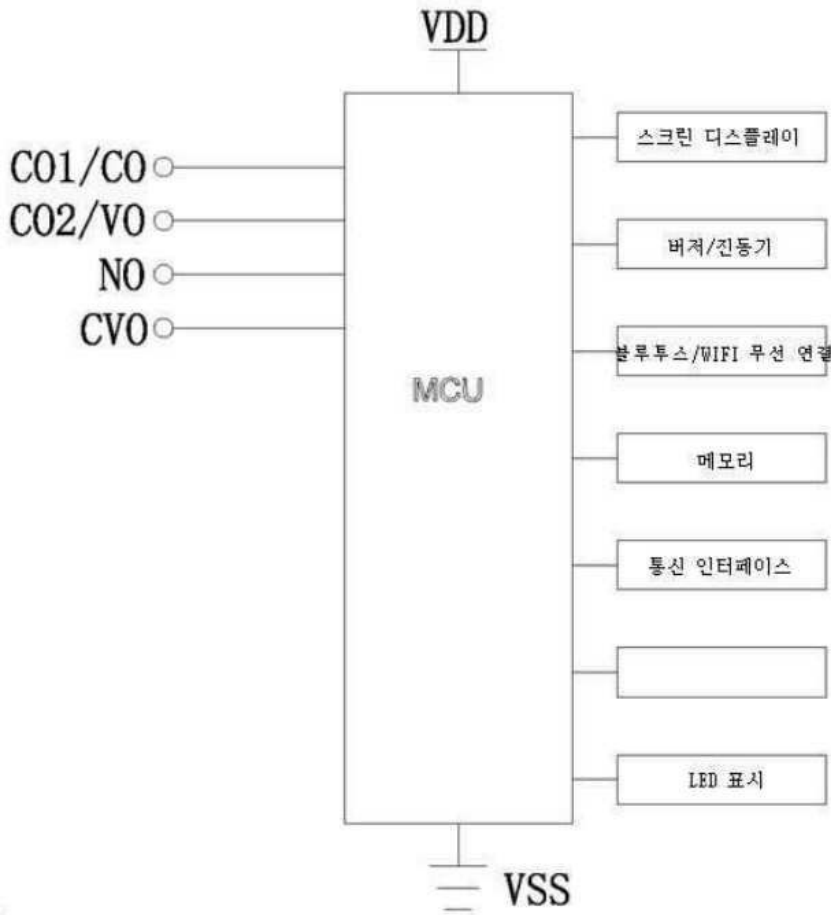 VDD
CO1/CO
CO2/VO
NO
CVO
MCU
스크린 디스플레이
버저/진동기
블루투스/WIFI 무선 연결
메모리
통신 인터페이스
LED 표시
VSS